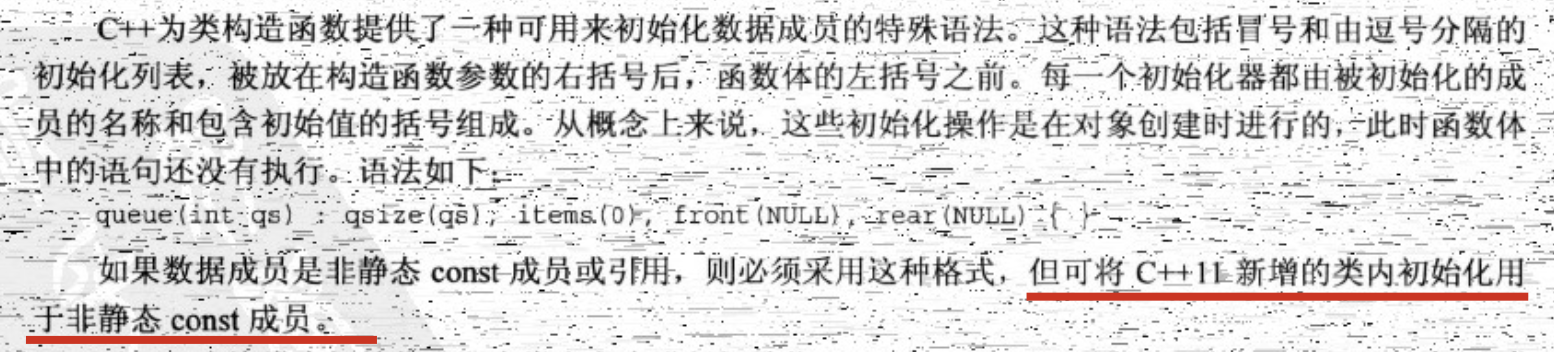 C++为类构造函数提供了一种可用来初始化数据成员的特殊语法。这种语法包括冒号和由逗号分隔的
初始化列表，被放在构造函数参数的右括号后，函数体的左括号之前。每一个初始化器都由被初始化的成
员的名称和包含初始值的括号组成。从概念上来说，这些初始化操作是在对象创建时进行的，此时函数体
中的语句还没有执行。语法如下：
queue(int qs) : qsize(qs), items(0), front(NULL), rear(NULL) { }
如果数据成员是非静态 const 成员或引用，则必须采用这种格式，但可将 C++11 新增的类内初始化用
于非静态 const 成员。